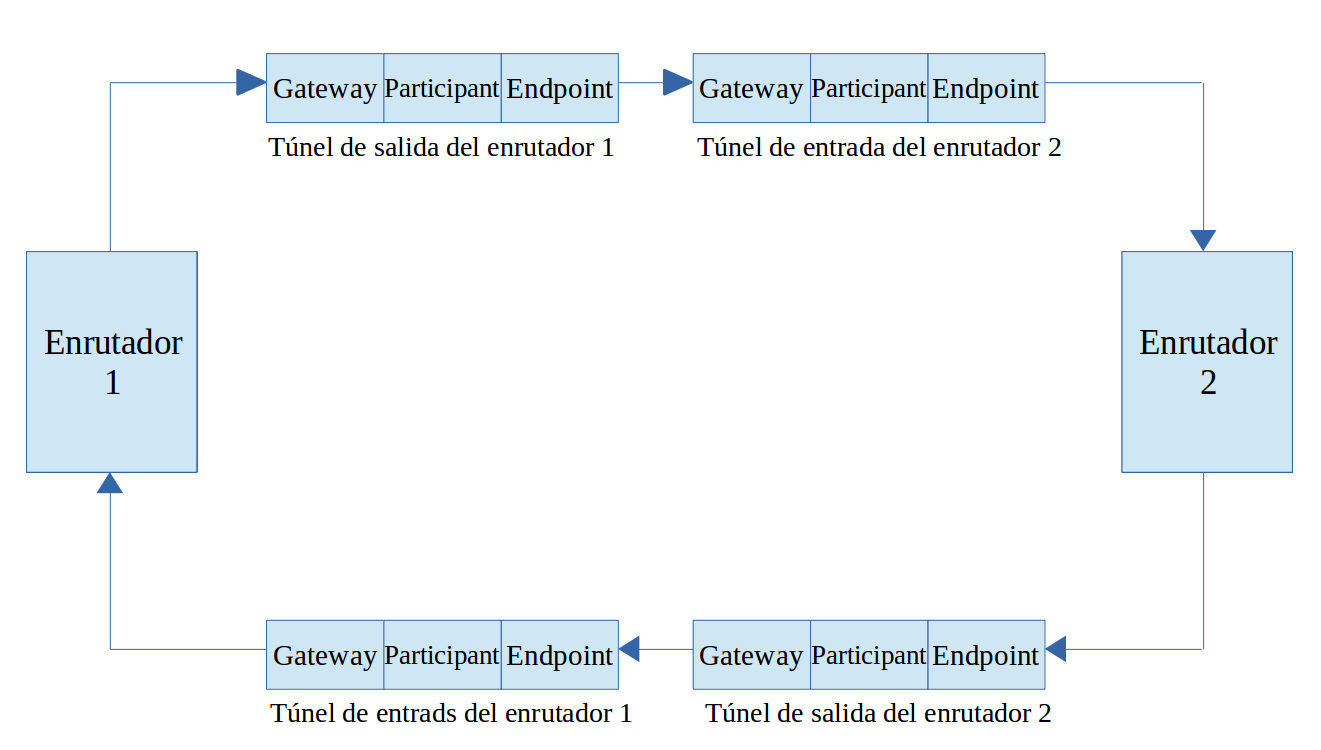 Gateway Participant Endpoint Gateway Participant Endpoint
Túnel de salida del enrutador 1 Túnel de entrada del enrutador 2
Enrutador
1
Enrutador
2
Gateway Participant Endpoint Gateway Participant Endpoint
Túnel de entrads del enrutador 1 Túnel de salida del enrutador 2